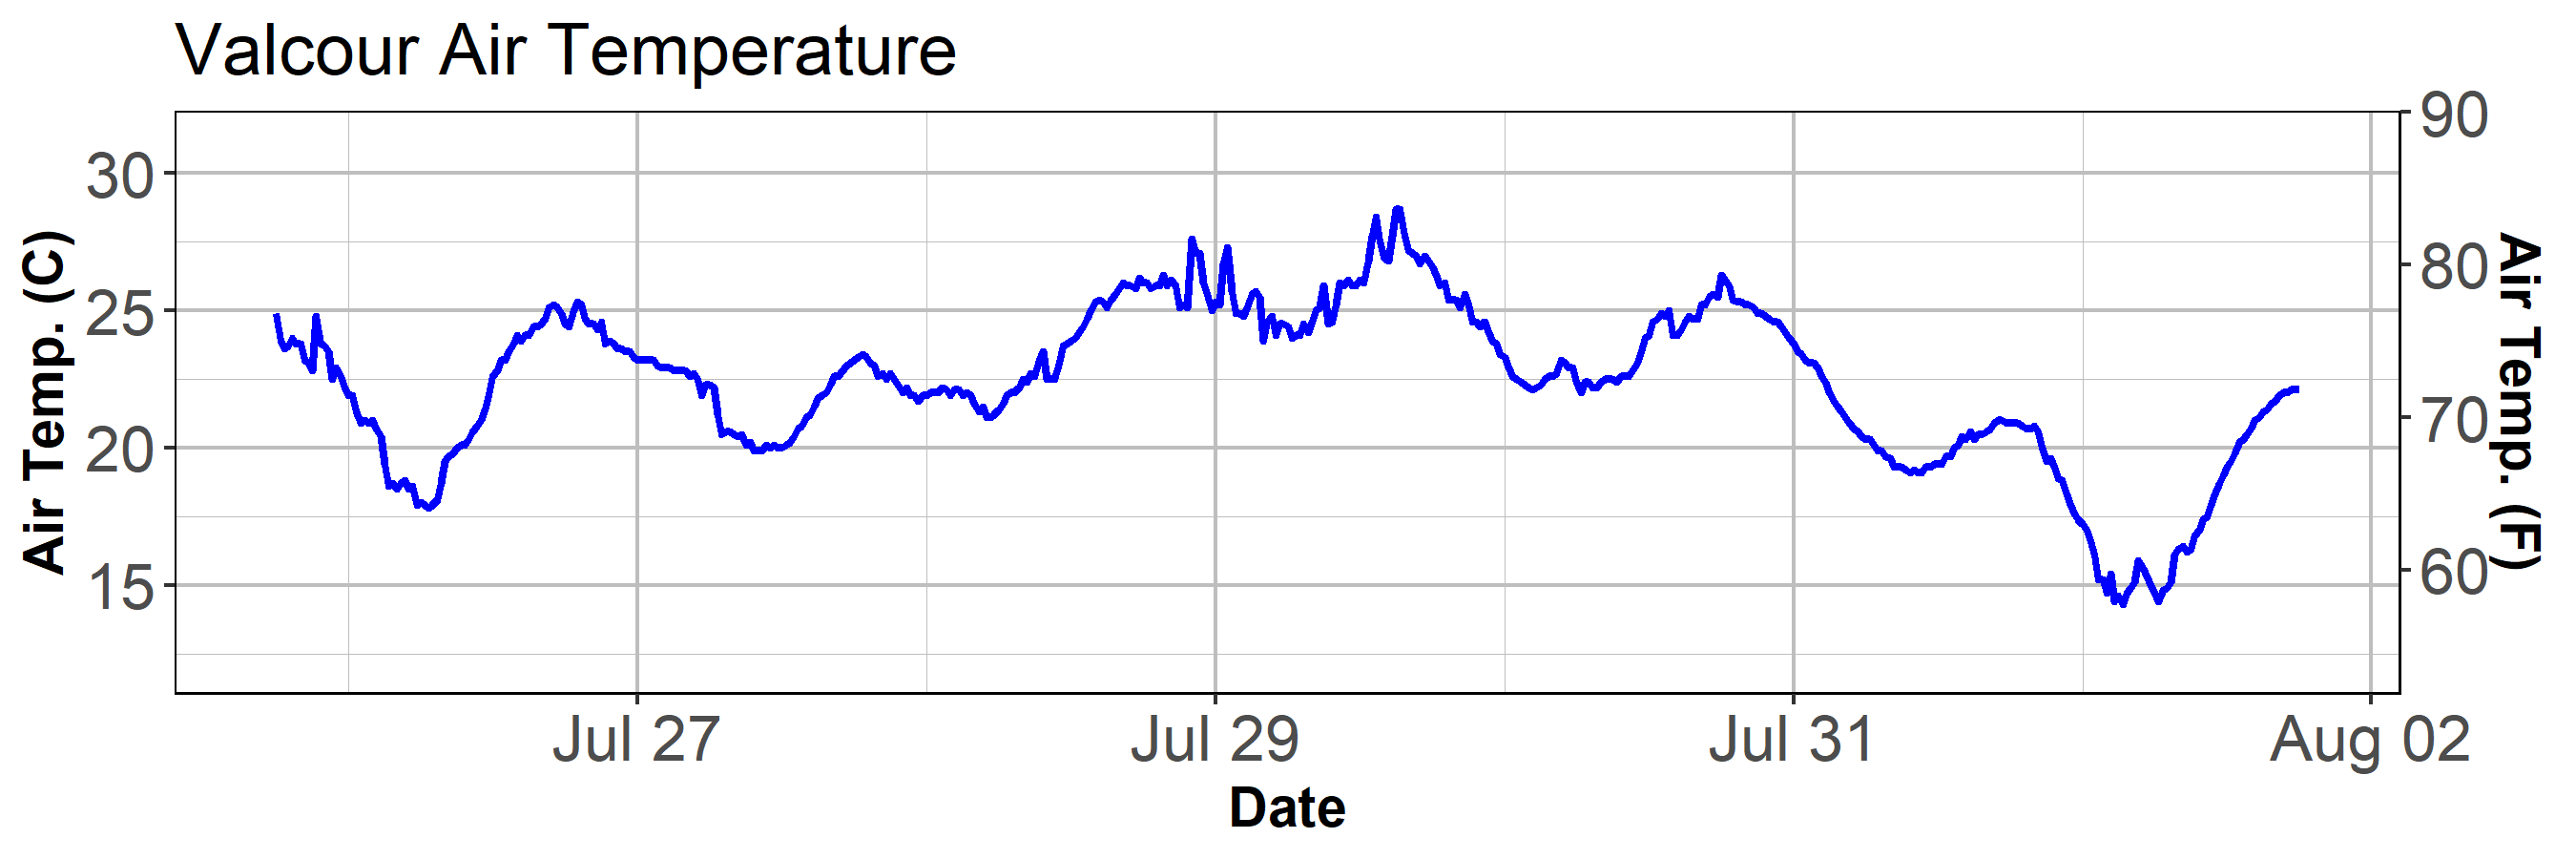 Valcour Air Temperature
Air Temp. (C)
30
25
20
15
90
80
70
60
Air Temp. (F)
Jul 27
Jul 29
Jul 31
Aug 02
Date